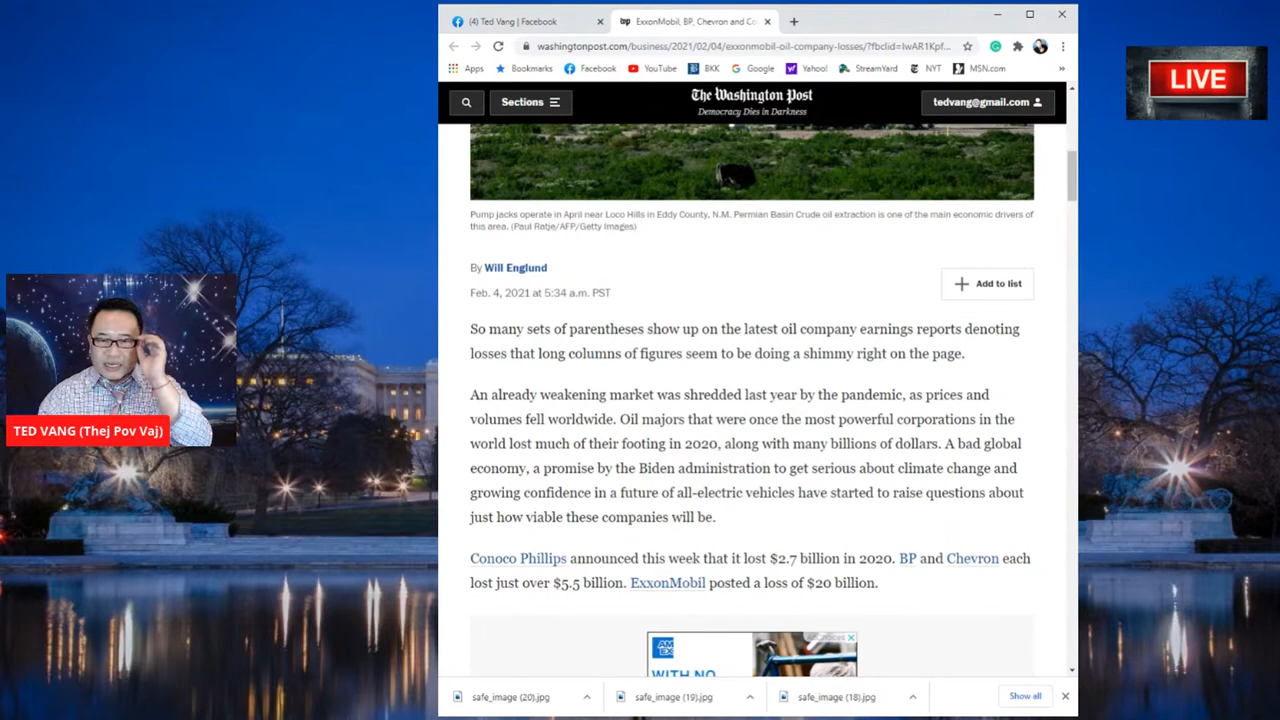 (4) Ted Vang | Facebook
ExxonMobil, BP, Chevron and Co
washingtonpost.com/business/2021/02/04/exxonmobil-oil-company-losses/?fbclid=IwAR1Kpf...
Apps Bookmarks Facebook YouTube BKK Google Yahoo! StreamYard NYT MSN.com »
LIVE
Sections
The Washington Post
Democracy Dies in Darkness
tedvang@gmail.com
Pump jacks operate in April near Loco Hills in Eddy County, N.M. Permian Basin Crude oil extraction is one of the main economic drivers of
this area. (Paul Ratje/AFP/Getty Images)
By Will Englund
Feb. 4, 2021 at 5:34 a.m. PST
Add to list
So many sets of parentheses show up on the latest oil company earnings reports denoting
losses that long columns of figures seem to be doing a shimmy right on the page.
An already weakening market was shredded last year by the pandemic, as prices and
volumes fell worldwide. Oil majors that were once the most powerful corporations in the
world lost much of their footing in 2020, along with many billions of dollars. A bad global
economy, a promise by the Biden administration to get serious about climate change and
growing confidence in a future of all-electric vehicles have started to raise questions about
just how viable these companies will be.
Conoco Phillips announced this week that it lost $2.7 billion in 2020. BP and Chevron each
lost just over $5.5 billion. ExxonMobil posted a loss of $20 billion.
TED VANG (Thej Pov Vaj)
AdChoices
AM
EX
WITH NO
safe_image (20).jpg
safe_image (19).jpg
safe_image (18).jpg
Show all